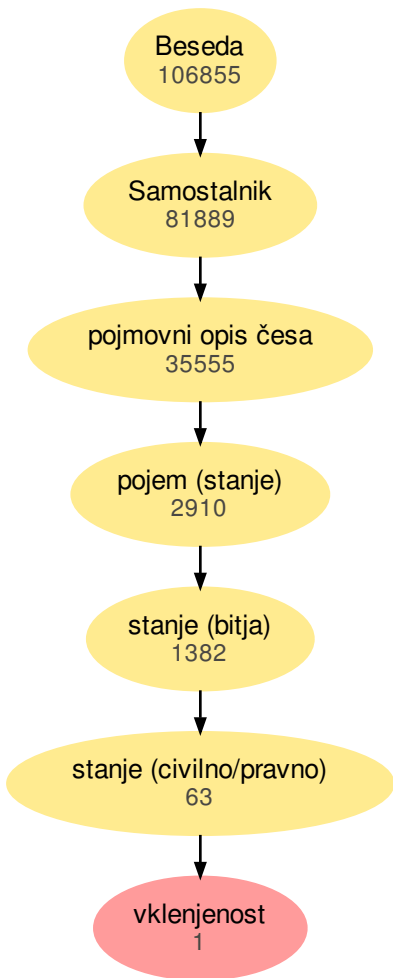 Beseda
106855
Samostalnik
81889
pojmovni opis česa
35555
pojem (stanje)
2910
stanje (bitja)
1382
stanje (civilno/pravno)
63
vklenjenost
1